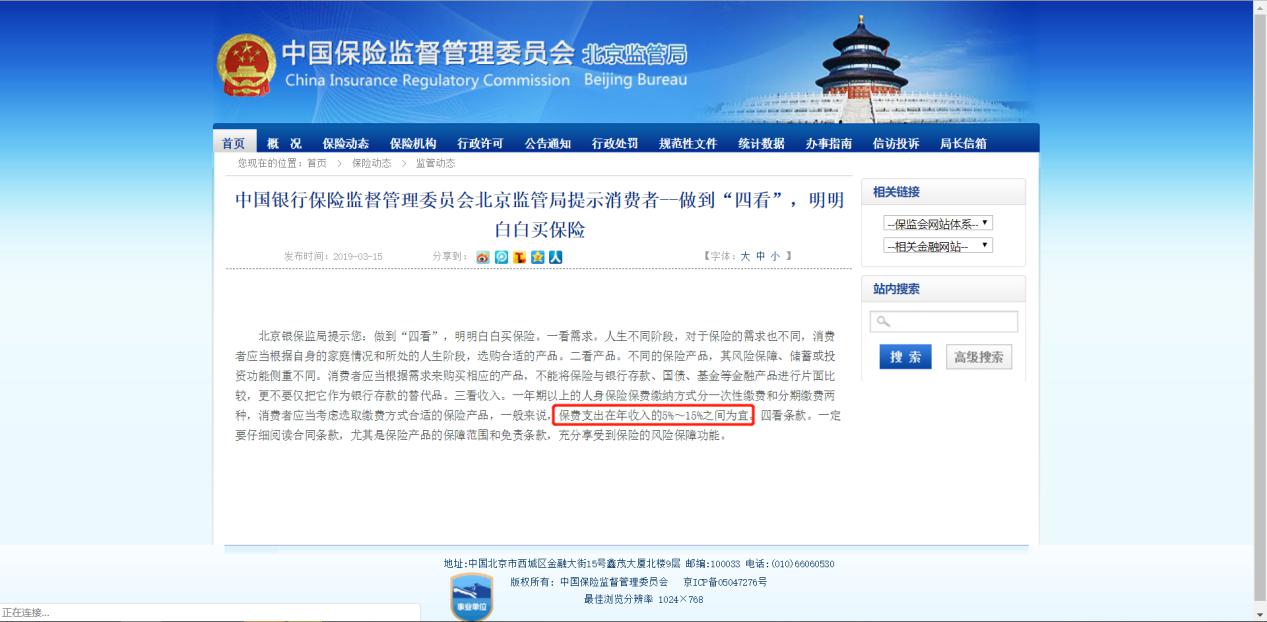 中国保险监督管理委员会 北京监管局
China Insurance Regulatory Commission Beijing Bureau
首页 概 况 保险动态 保险机构 行政许可 公告通知 行政处罚 规范性文件 统计数据 办事指南 信访投诉 局长信箱
您现在的位置：首页 > 保险动态 > 监管动态
中国银行保险监督管理委员会北京监管局提示消费者--做到“四看”，明明
白白买保险
发布时间：2019-03-15 分享到： 【字体：大 中 小 】
北京银保监局提示您，做到“四看”，明明白白买保险。一看需求。人生不同阶段，对于保险的需求也不同，消费
者应当根据自身的家庭情况和所处的人生阶段，选购合适的产品。二看产品。不同的保险产品，其风险保障、储蓄或投
资功能侧重不同。消费者应当根据需求来购买相应的产品，不能将保险与银行存款、国债、基金等金融产品进行片面比
较，更不要仅把它作为银行存款的替代品。三看收入。一年期以上的人身保险保费缴纳方式分一次性缴费和分期缴费两
种，消费者应当考虑选取缴费方式合适的保险产品，一般来说，保费支出在年收入的5%～15%之间为宜。四看条款。一定
要仔细阅读合同条款，尤其是保险产品的保障范围和免责条款，充分享受到保险的风险保障功能。
相关链接
--保监会网站体系--
--相关金融网站--
站内搜索
搜 索 高级搜索
地址:中国北京市西城区金融大街15号鑫茂大厦北楼9层 邮编:100033 电话:(010)66060530
版权所有：中国保险监督管理委员会 京ICP备05047276号
最佳浏览分辨率 1024×768
事业单位
正在连接...